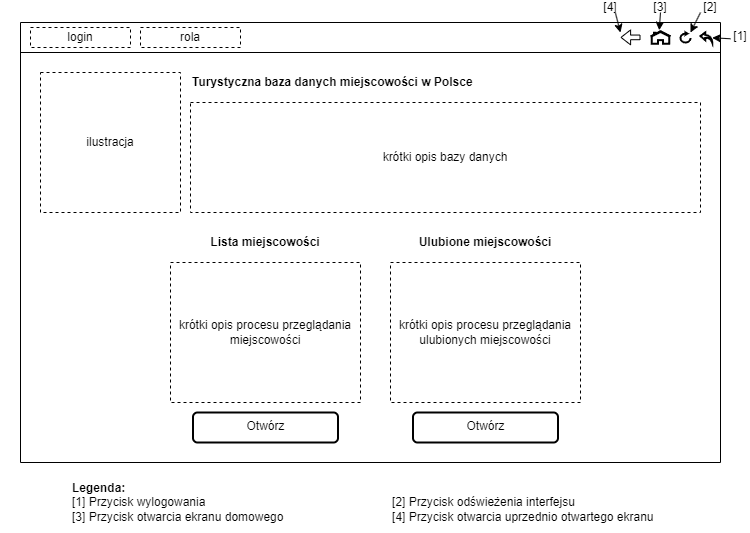 [4] [3] [2]
login rola [1]
Turystyczna baza danych miejscowości w Polsce
ilustracja
krótki opis bazy danych
Lista miejscowości Ulubione miejscowości
krótki opis procesu przeglądania krótki opis procesu przeglądania
miejscowości ulubionych miejscowości
Otwórz Otwórz
Legenda:
[1] Przycisk wylogowania [2] Przycisk odświeżenia interfejsu
[3] Przycisk otwarcia ekranu domowego [4] Przycisk otwarcia uprzednio otwartego ekranu